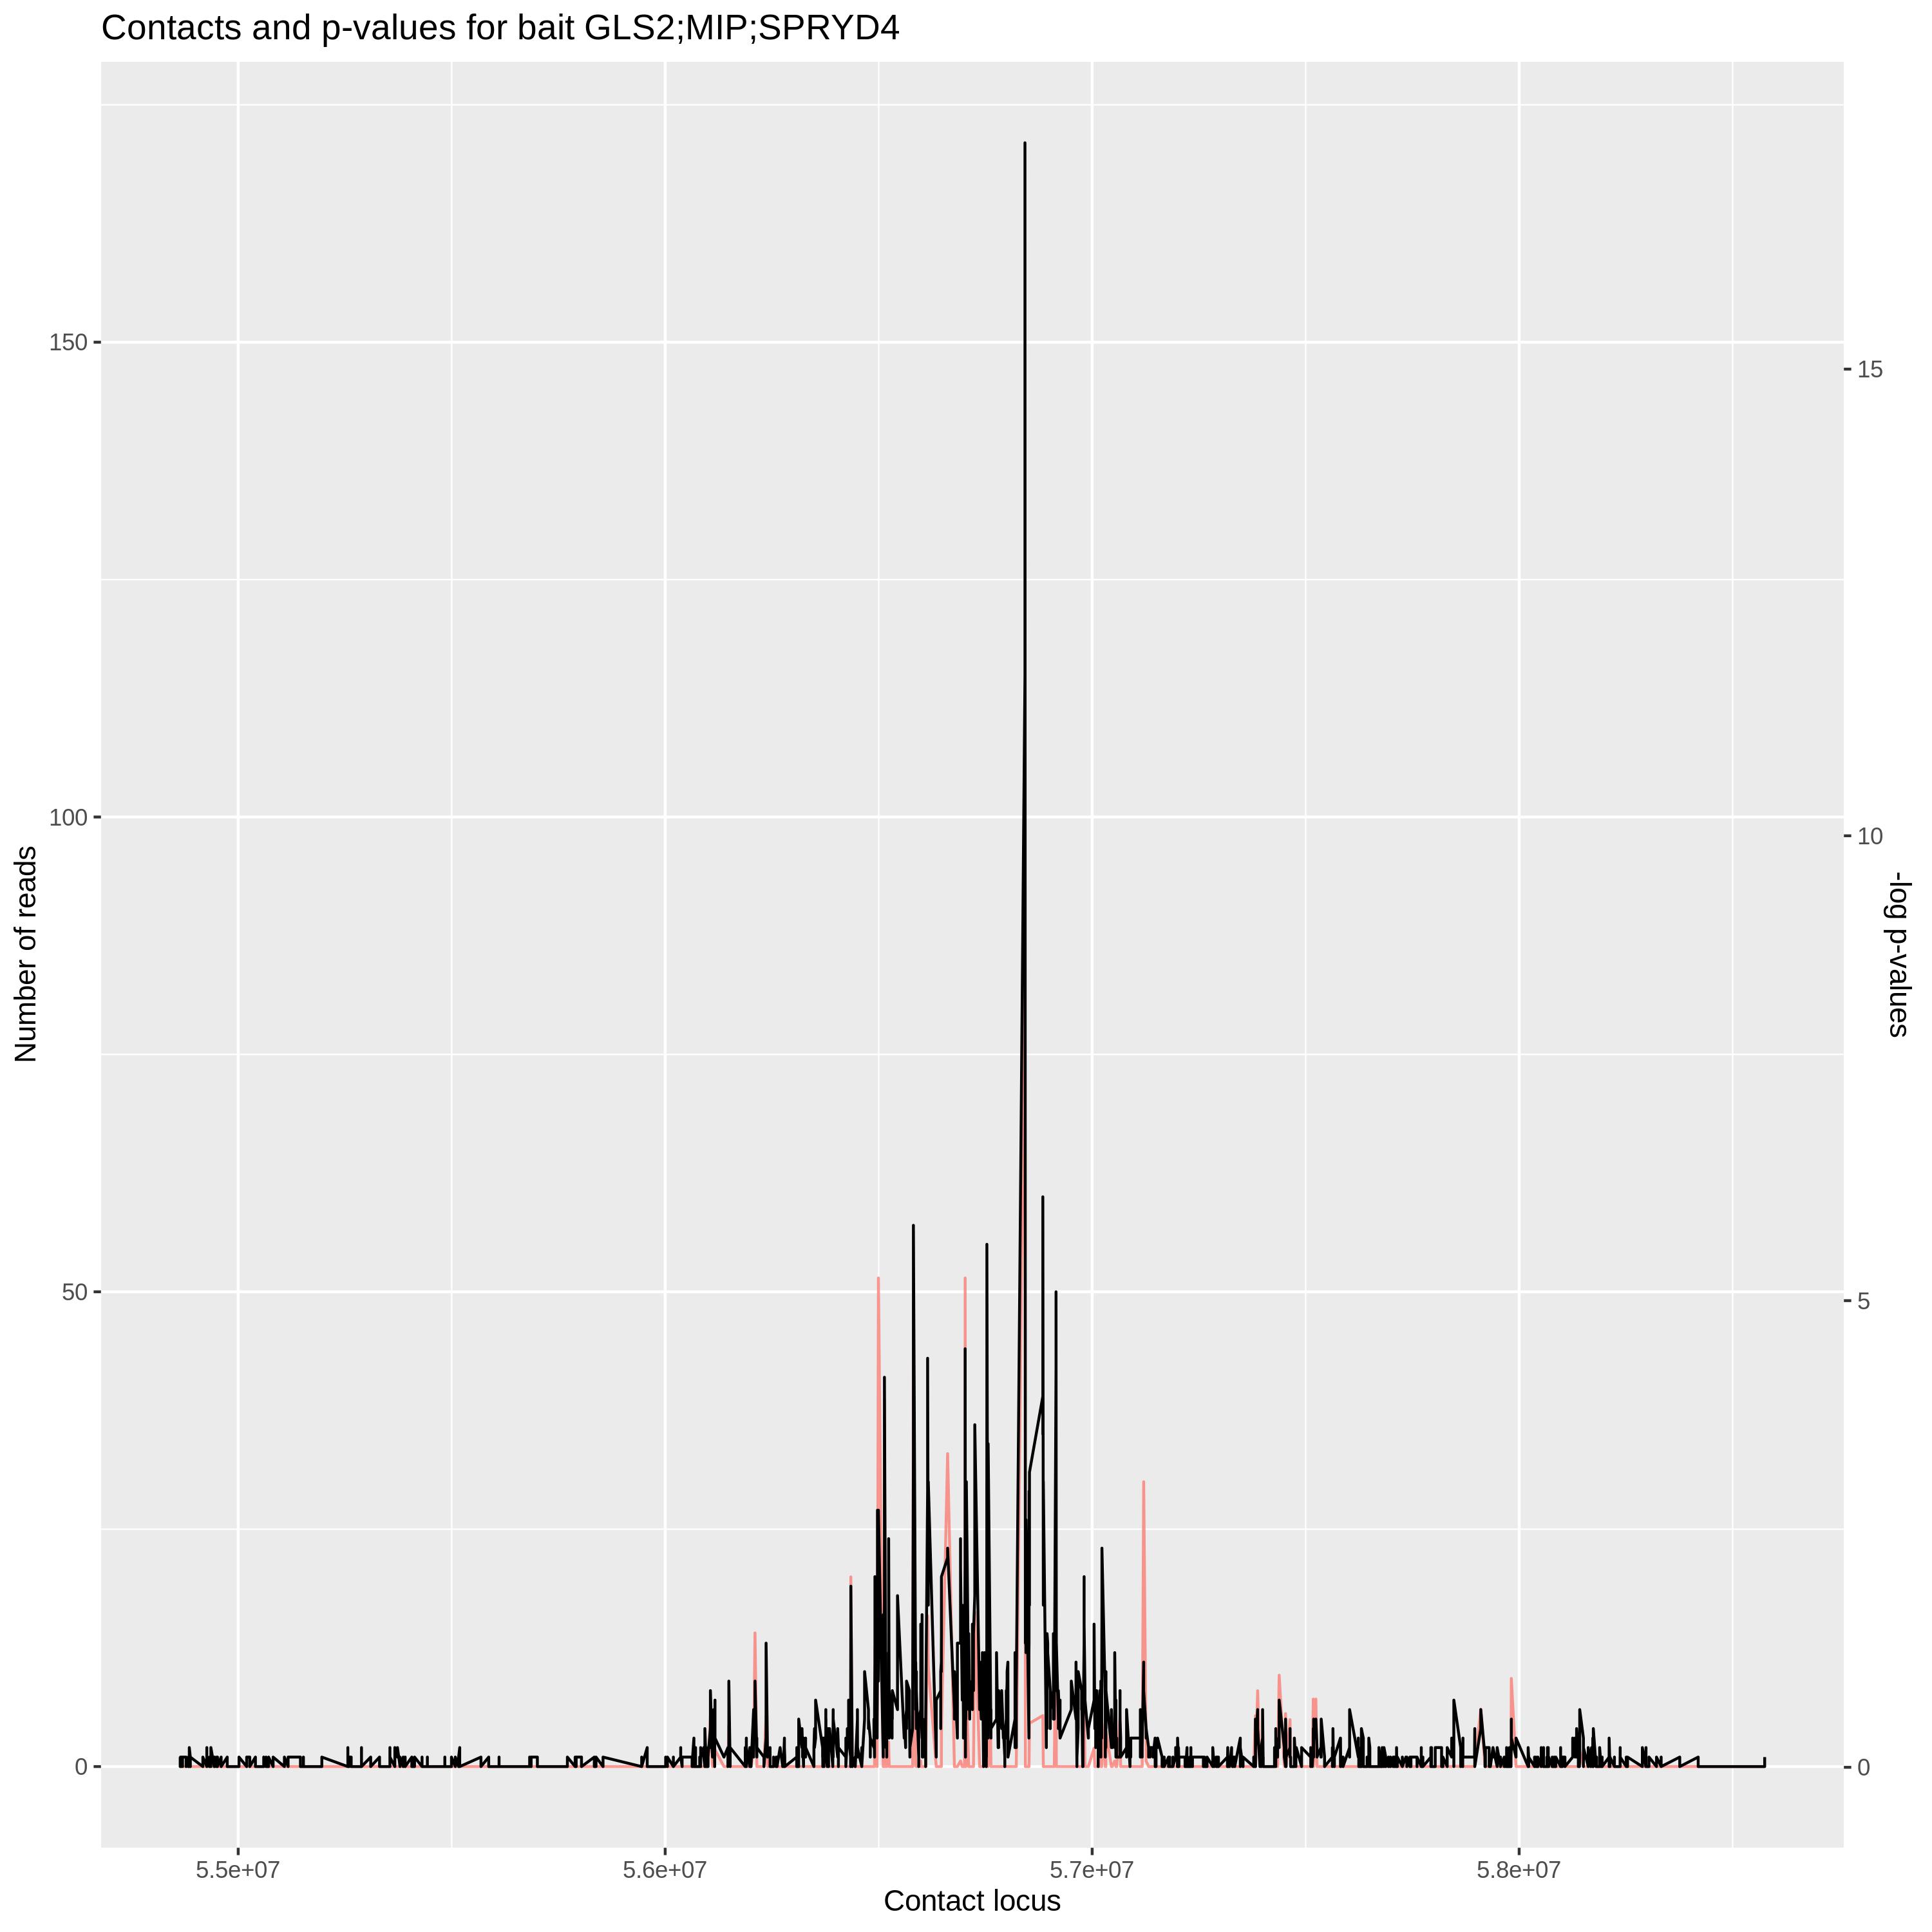 Contacts and p-values for bait GLS2;MIP;SPRYD4
Number of reads
150
100
50
0
15
10
5
0
-log p-values
5.5e+07
5.6e+07
5.7e+07
5.8e+07
Contact locus